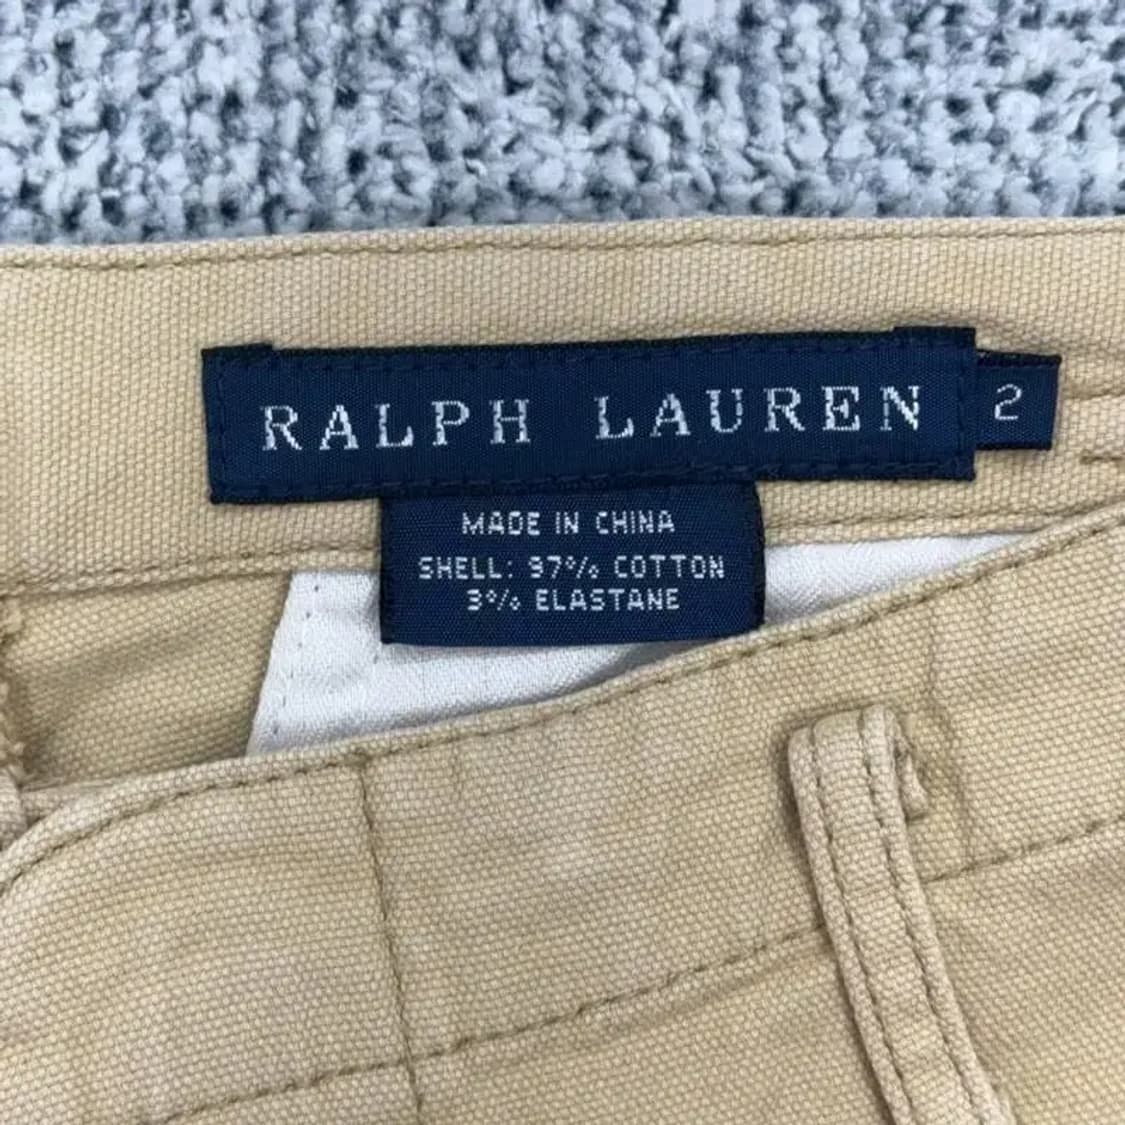 RALPH LAUREN 2
MADE IN CHINA
SHELL: 97% COTTON
3% ELASTANE